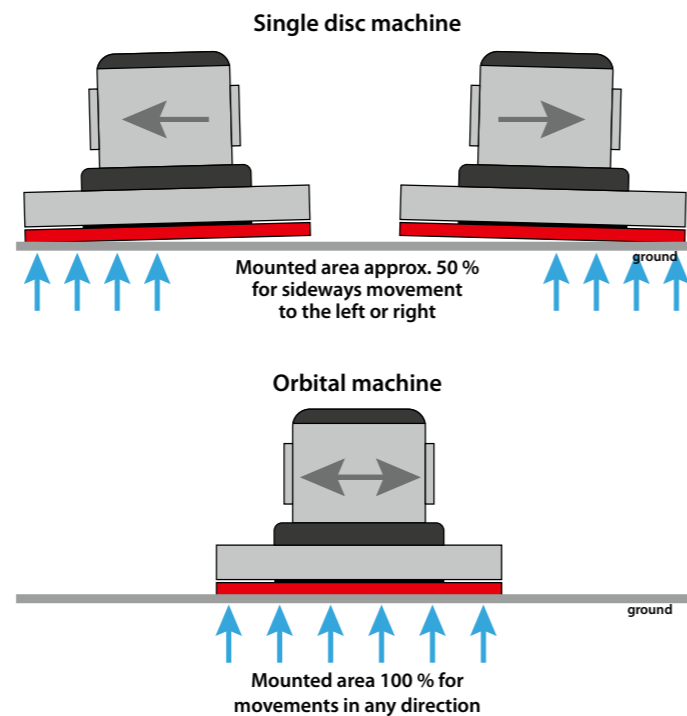 Single disc machine
ground
Mounted area approx. 50 %
for sideways movement
to the left or right
Orbital machine
ground
Mounted area 100 % for
movements in any direction